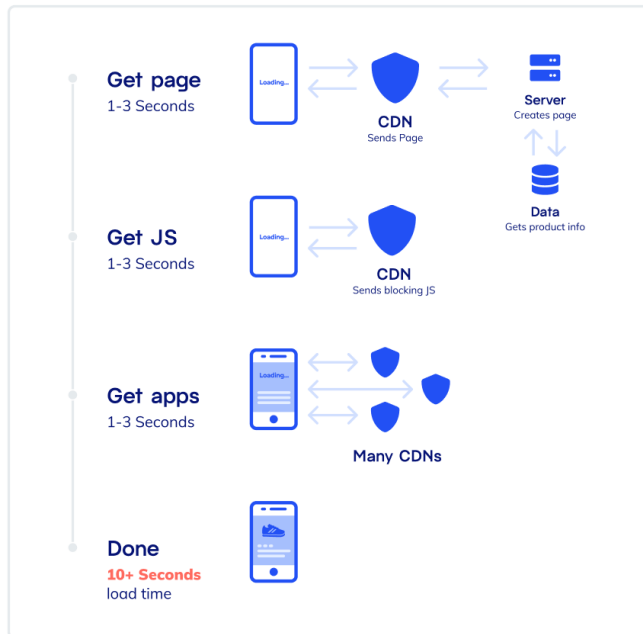 Get page
1-3 Seconds
Loading...
CDN
Sends Page
Server
Creates page
Data
Gets product info
Get JS
1-3 Seconds
Loading...
CDN
Sends blocking JS
Get apps
1-3 Seconds
Loading...
Many CDNs
Done
10+ Seconds
load time